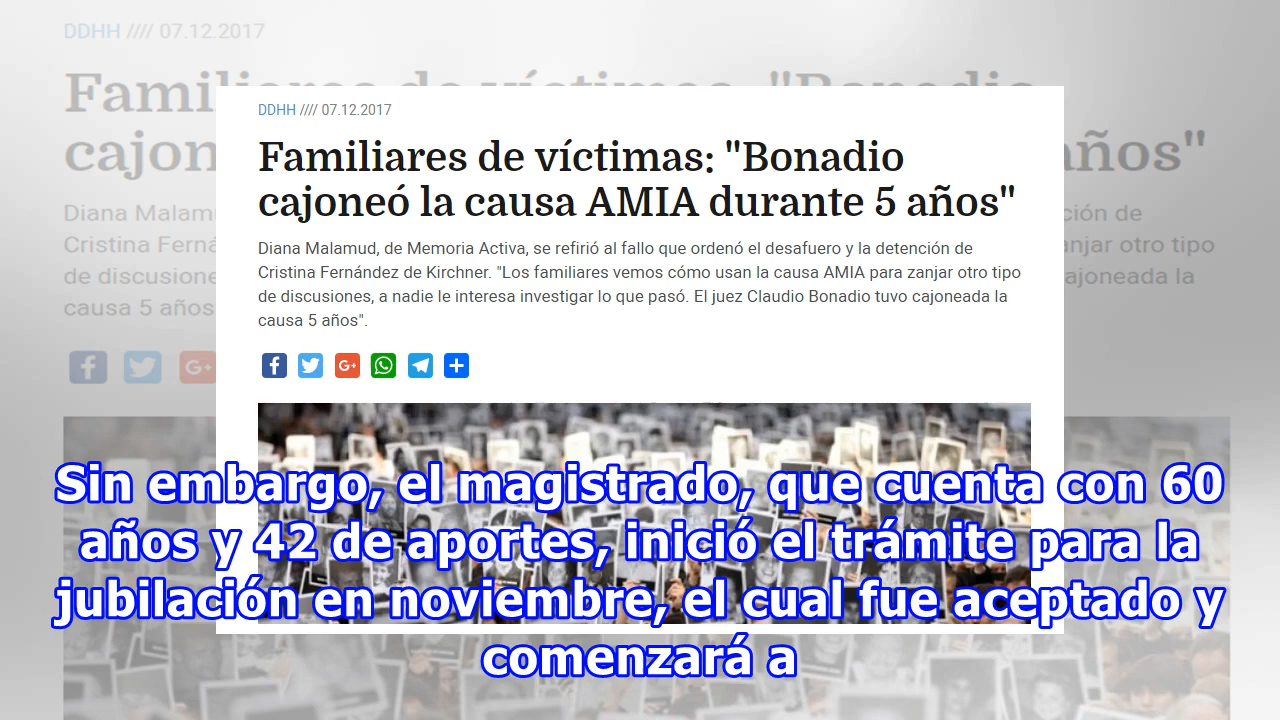 DDHH //// 07.12.2017
DDHH //// 07.12.2017
Familiares de víctimas: "Bonadio
cajoneó la causa AMIA durante 5 años"
Diana Malamud, de Memoria Activa, se refirió al fallo que ordenó el desafuero y la detención de
Cristina Fernández de Kirchner. "Los familiares vemos cómo usan la causa AMIA para zanjar otro tipo
de discusiones, a nadie le interesa investigar lo que pasó. El juez Claudio Bonadio tuvo cajoneada la
causa 5 años".
Sin embargo, el magistrado, que cuenta con 60
años y 42 de aportes, inició el trámite para la
jubilación en noviembre, el cual fue aceptado y
comenzará a